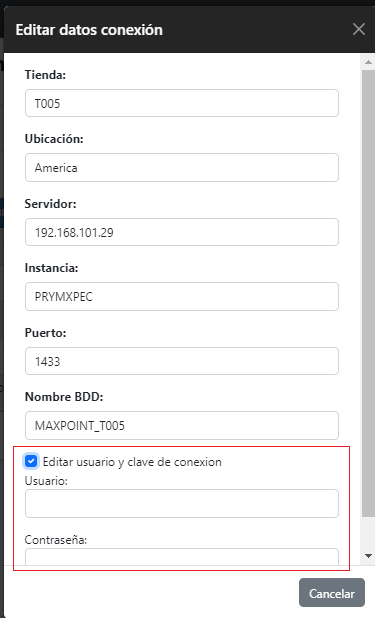 Editar datos conexión
Tienda:
T005
Ubicación:
America
Servidor:
192.168.101.29
Instancia:
PRYMXPEC
Puerto:
1433
Nombre BDD:
MAXPOINT_T005
Editar usuario y clave de conexion
Usuario:
Contraseña:
Cancelar